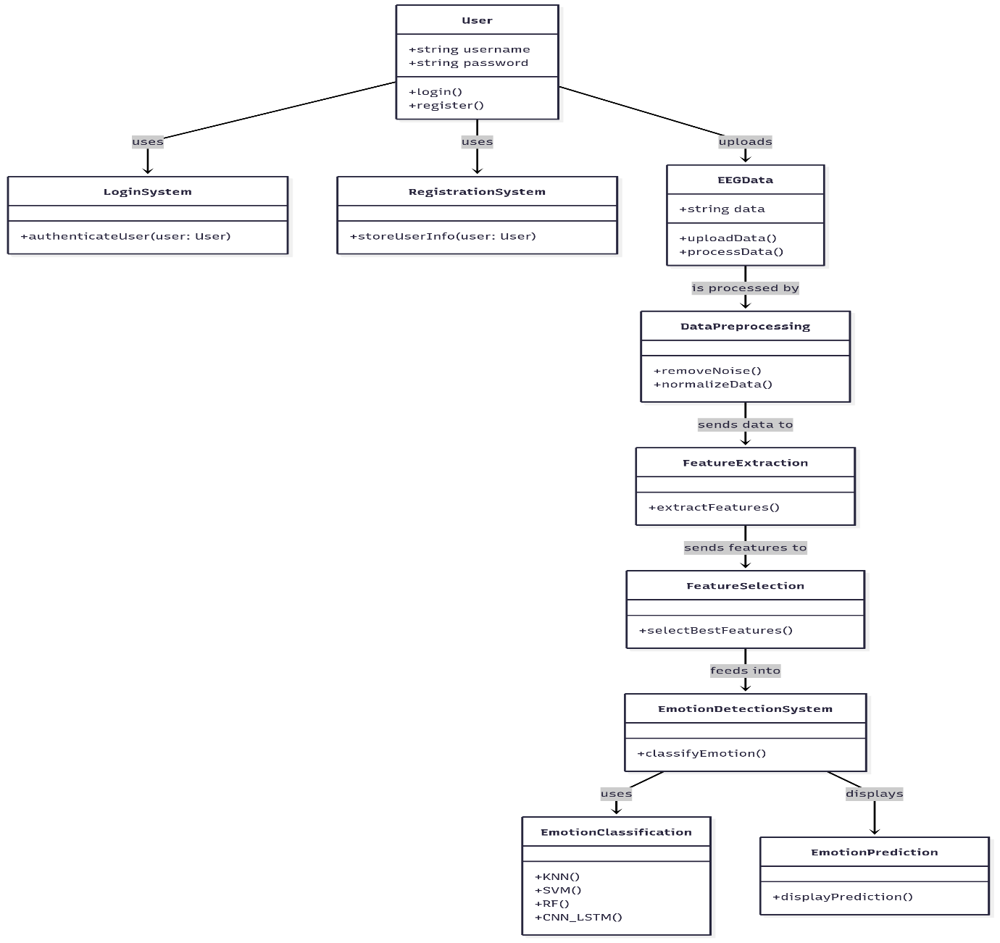 User
+string username
+string password
+login()
+register()
uses
uses
uploads
LoginSystem
+authenticateUser(user: User)
RegistrationSystem
+storeUserInfo(user: User)
EEGData
+string data
+uploadData()
+processData()
is processed by
DataPreprocessing
+removeNoise()
+normalizeData()
sends data to
FeatureExtraction
+extractFeatures()
sends features to
FeatureSelection
+selectBestFeatures()
feeds into
EmotionDetectionSystem
+classifyEmotion()
uses
displays
EmotionClassification
+KNN()
+SVM()
+RF()
+CNN_LSTM()
EmotionPrediction
+displayPrediction()